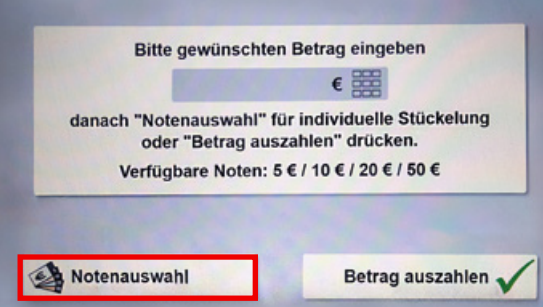 Bitte gewünschten Betrag eingeben
€
danach "Notenauswahl" für individuelle Stückelung
oder "Betrag auszahlen" drücken.
Verfügbare Noten: 5 € / 10 € / 20 € / 50 €
Notenauswahl
Betrag auszahlen